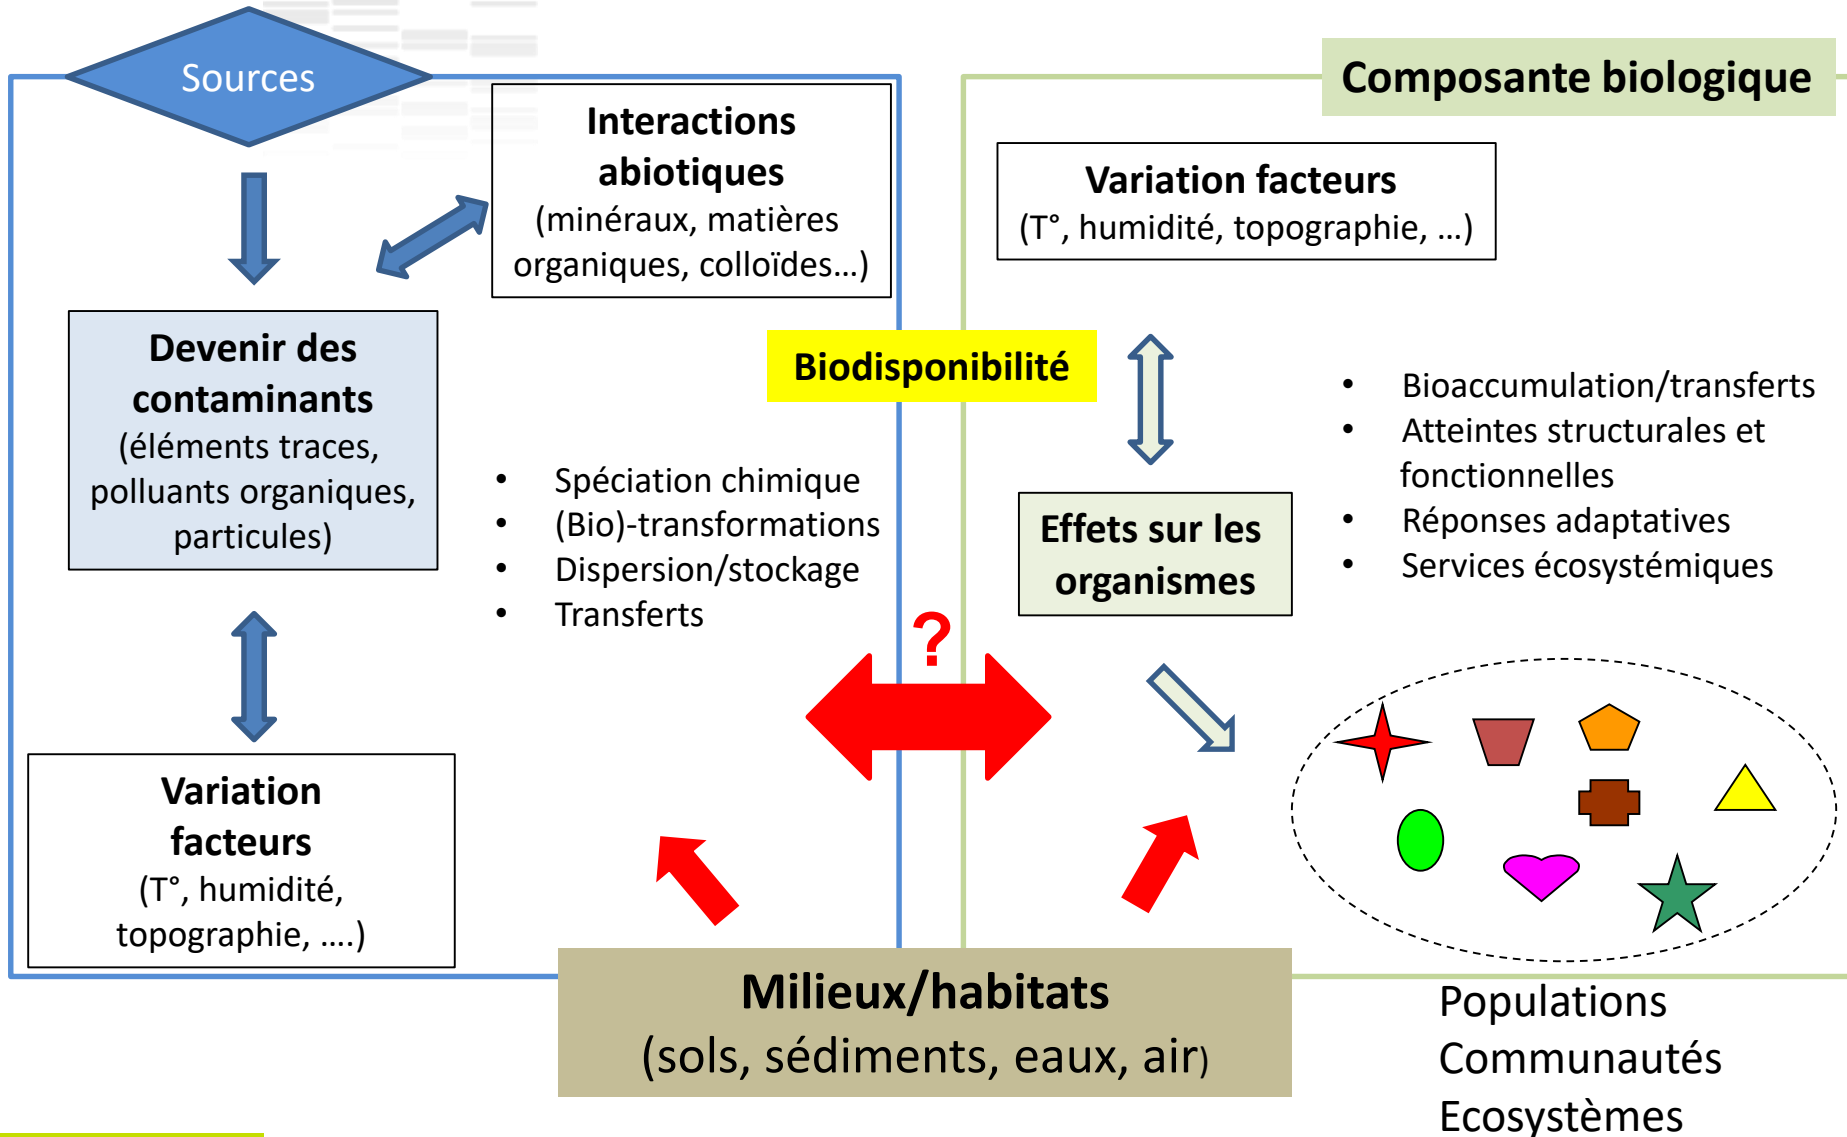 Sources
Interactions
abiotiques
(minéraux, matières
organiques, colloïdes…)
Devenir des
contaminants
(éléments traces,
polluants organiques,
particules)
• Spéciation chimique
• (Bio)-transformations
• Dispersion/stockage
• Transferts
Variation
facteurs
(T°, humidité,
topographie, ….)
Biodisponibilité
?
Composante biologique
Variation facteurs
(T°, humidité, topographie, …)
Effets sur les
organismes
• Bioaccumulation/transferts
• Atteintes structurales et
fonctionnelles
• Réponses adaptatives
• Services écosystémiques
Milieux/habitats
(sols, sédiments, eaux, air)
Populations
Communautés
Ecosystèmes